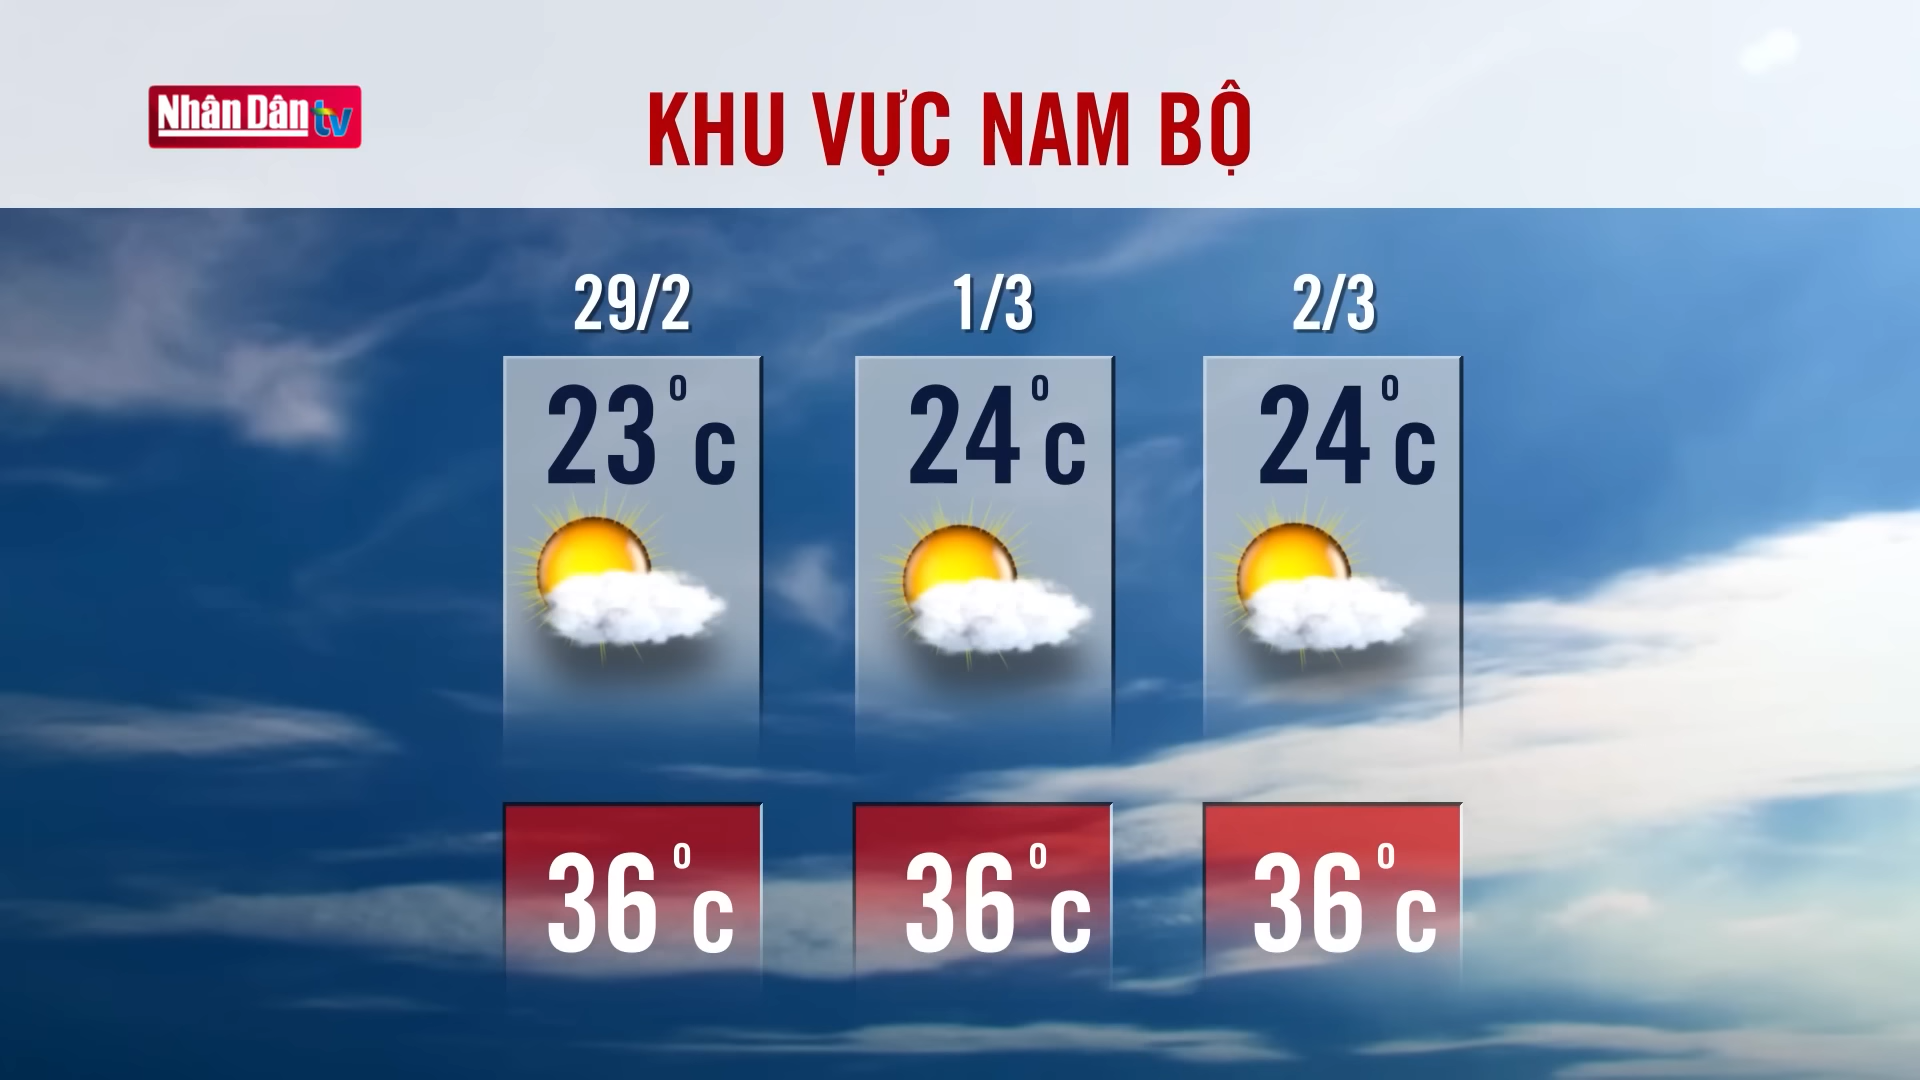 Nhân Dân tv
KHU VỰC NAM BỘ
29/2 1/3 2/3
23°C 24°C 24°C
36°C 36°C 36°C